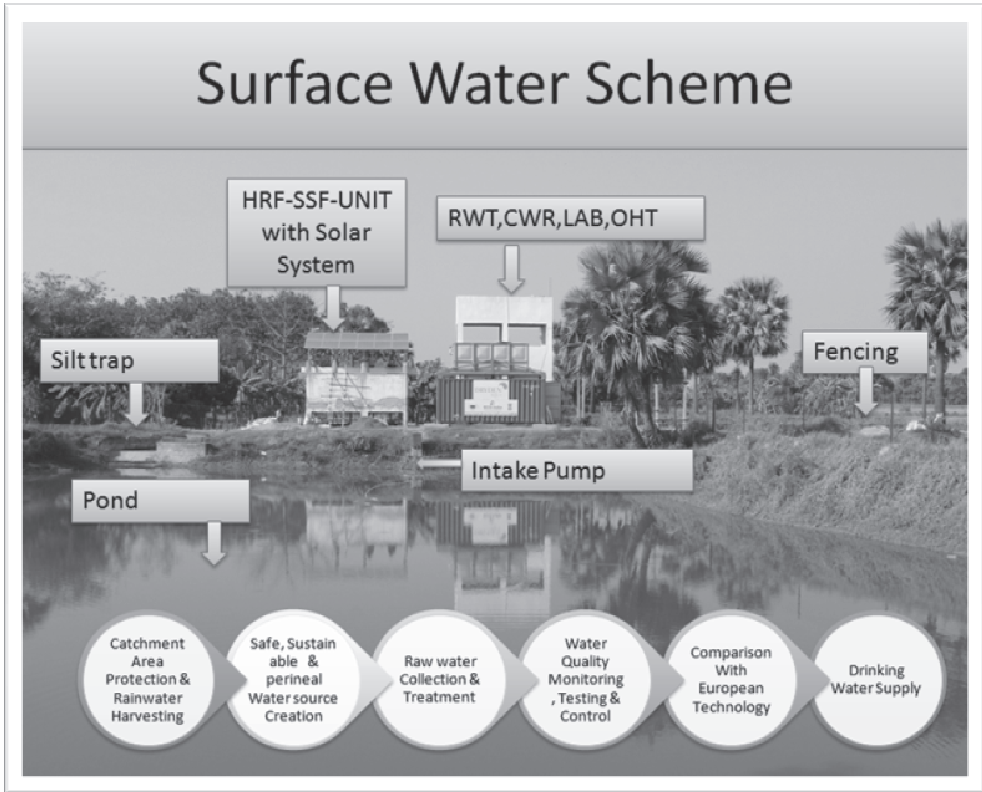 Surface Water Scheme
HRF-SSF-UNIT
with Solar
System
RWT,CWR,LAB,OHT
Silt trap
Fencing
Intake Pump
Pond
Catchment
Area
Protection &
Rainwater
Harvesting
Safe, Sustain
able &
perineal
Water source
Creation
Raw water
Collection &
Treatment
Water
Quality
Monitoring
, Testing &
Control
Comparison
With
European
Technology
Drinking
Water Supply